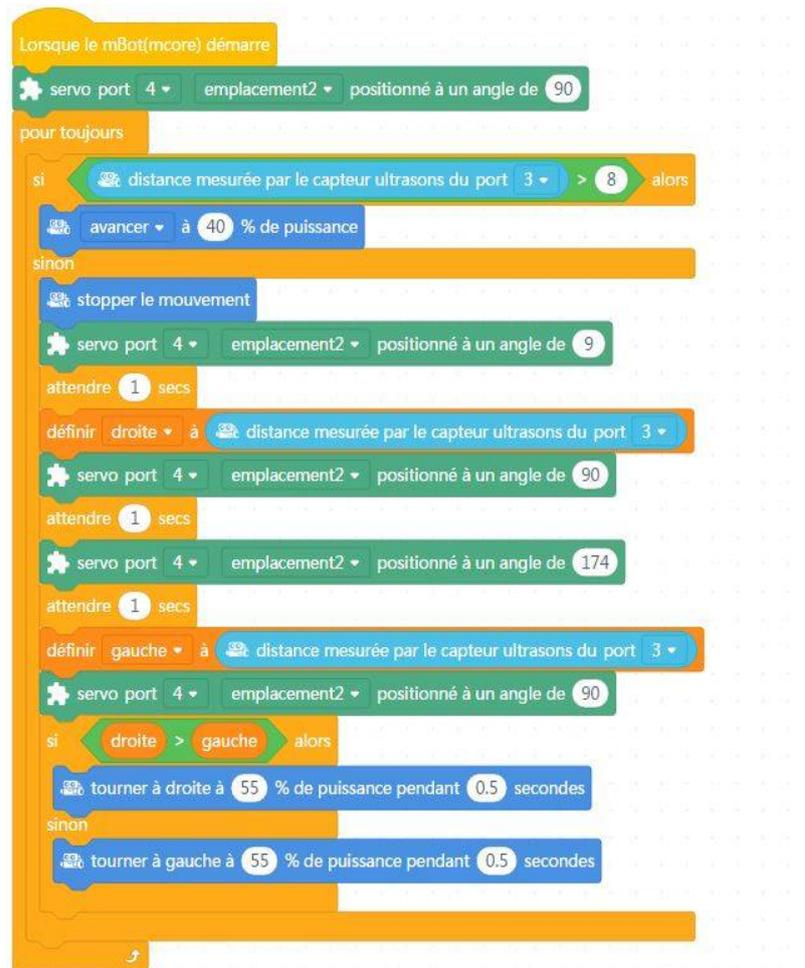 Lorsque le mBot(mcore) démarre
servo port 4 emplacement2 positionné à un angle de 90
pour toujours
si distance mesurée par le capteur ultrasons du port 3 > 8 alors
avancer à 40 % de puissance
sinon
stopper le mouvement
servo port 4 emplacement2 positionné à un angle de 9
attendre 1 secs
définir droite à distance mesurée par le capteur ultrasons du port 3
servo port 4 emplacement2 positionné à un angle de 90
attendre 1 secs
servo port 4 emplacement2 positionné à un angle de 174
attendre 1 secs
définir gauche à distance mesurée par le capteur ultrasons du port 3
servo port 4 emplacement2 positionné à un angle de 90
si droite > gauche alors
tourner à droite à 55 % de puissance pendant 0.5 secondes
sinon
tourner à gauche à 55 % de puissance pendant 0.5 secondes